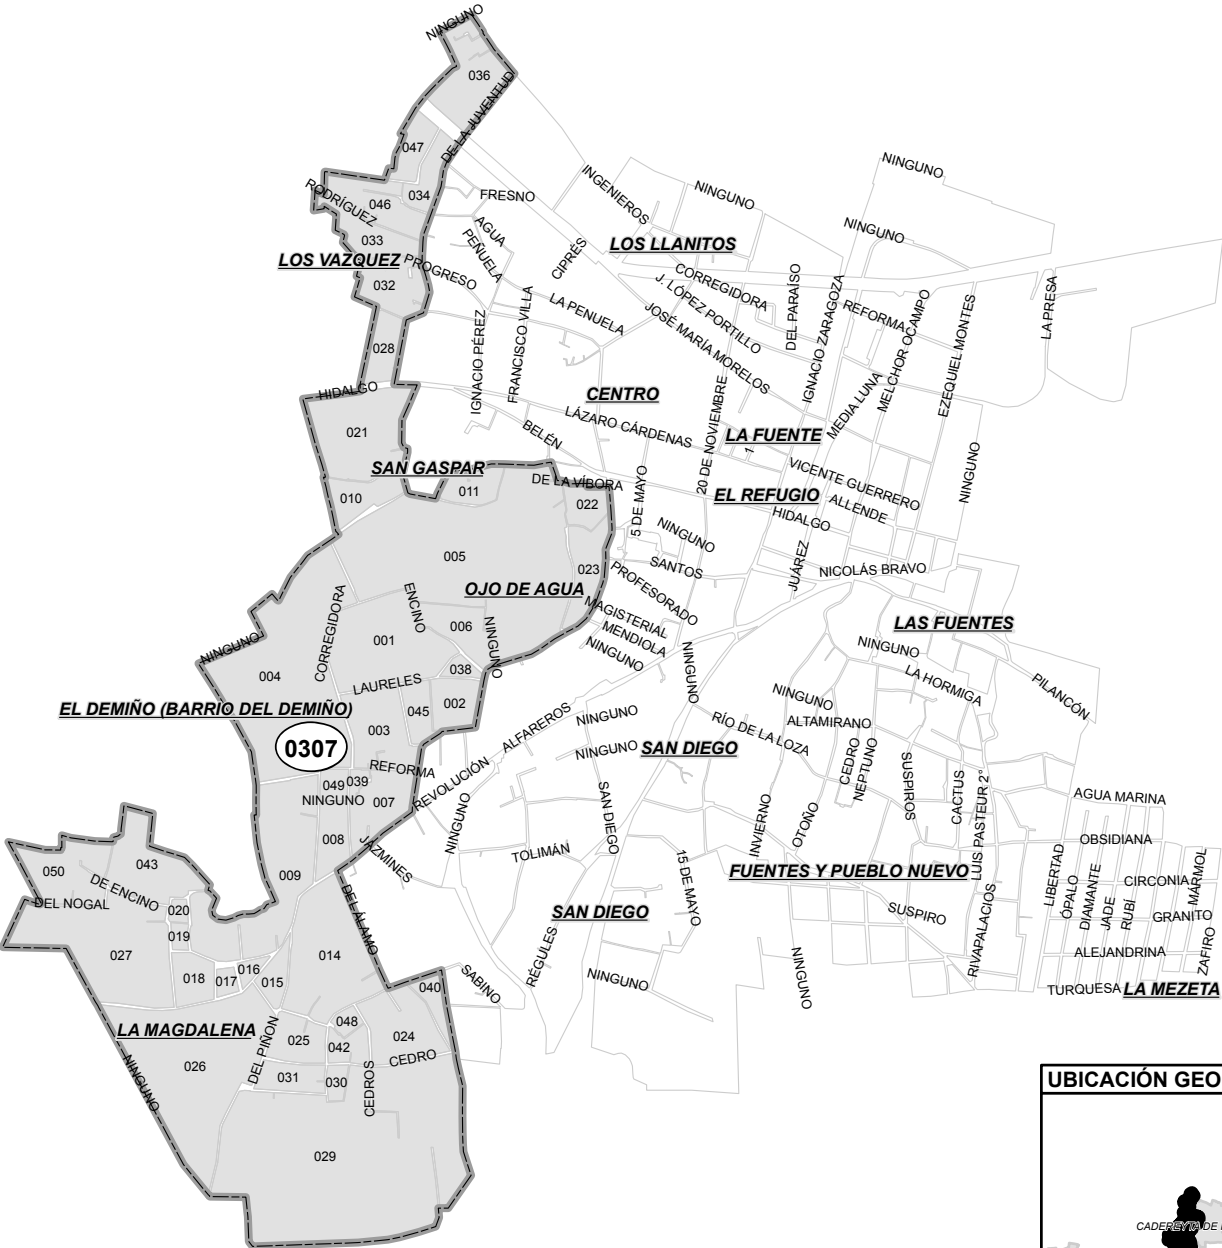 NINGUNO
036
DE LA JUVENTUD
047
034
RODRÍGUEZ
046
033
LOS VAZQUEZ
032
PROGRESO
028
FRESNO
AGUA
PEÑUELA
CIPRÉS
INGENIEROS
NINGUNO
NINGUNO
NINGUNO
LOS LLANITOS
CORREGIDORA
J. LÓPEZ PORTILLO
JOSÉ MARÍA MORELOS
LA PENUELA
DEL PARAÍSO
IGNACIO ZARAGOZA
REFORMA
MELCHOR OCAMPO
EZEQUIEL MONTES
LA PRESA
IGNACIO PÉREZ
FRANCISCO VILLA
HIDALGO
CENTRO
021
LÁZARO CÁRDENAS
BELÉN
20 DE NOVIEMBRE
1
LA FUENTE
MEDIA LUNA
NINGUNO
SAN GASPAR
010
011
DE LA VÍBORA
022
5 DE MAYO
VICENTE GUERRERO
EL REFUGIO
ALLENDE
HIDALGO
NINGUNO
SANTOS
JUÁREZ
NICOLÁS BRAVO
005
023
OJO DE AGUA
PROFESORADO
MAGISTERIAL
MENDIOLA
NINGUNO
ENCINO
006
NINGUNO
CORREGIDORA
001
NINGUNO
004
LAS FUENTES
NINGUNO
LA HORMIGA
PILANCÓN
NINGUNO
038
LAURELES
045
002
EL DEMIÑO (BARRIO DEL DEMIÑO)
003
0307
ALFAREROS
NINGUNO
NINGUNO
SAN DIEGO
RÍO DE LA LOZA
NINGUNO
ALTAMIRANO
CEDRO
NEPTUNO
SUSPIROS
CACTUS
LUIS PASTEUR 2°
REFORMA
049
039
NINGUNO
007
REVOLUCIÓN
NINGUNO
SAN DIEGO
INVIERNO
OTOÑO
AGUA MARINA
OBSIDIANA
008
JAZMINES
TOLIMÁN
15 DE MAYO
FUENTES Y PUEBLO NUEVO
LIBERTAD
ÓPALO
DIAMANTE
JADE
RUBÍ
CIRCONIA
MÁRMOL
GRANITO
ALEJANDRINA
ZAFIRO
TURQUESA
LA MEZETA
043
050
009
DE ENCINO
DEL NOGAL
020
019
DEL ÁLAMO
SAN DIEGO
SUSPIRO
RIVAPALACIOS
027
014
018
017
016
015
RÉGULES
SABINO
NINGUNO
NINGUNO
040
LA MAGDALENA
DEL PIÑON
025
048
042
024
CEDRO
026
NINGUNO
031
030
CEDROS
029
UBICACIÓN GEO
CADEREYTA DE